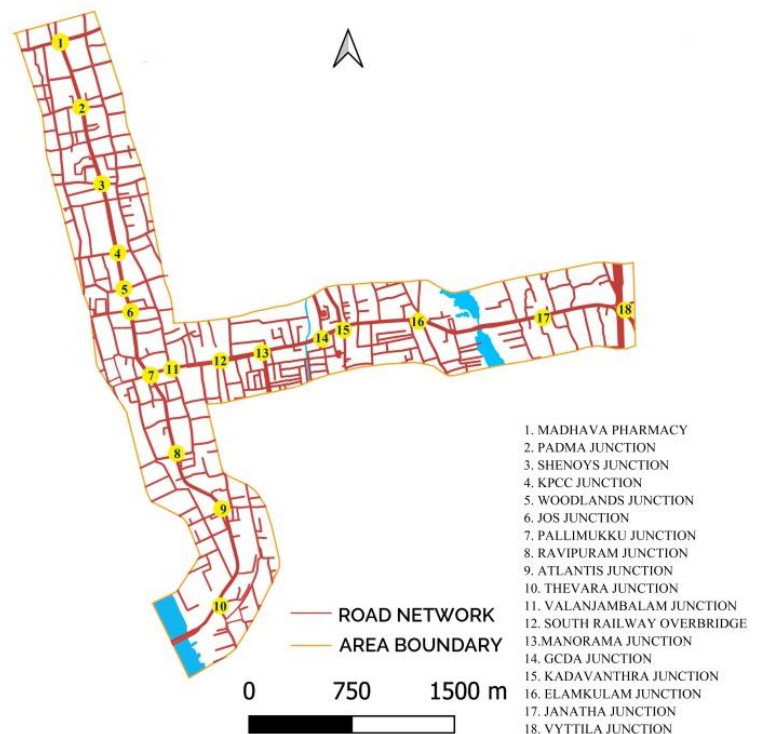 1
2
3
4
5
6
7
11
12
13
14
15
16
17
18
8
9
10
1. MADHAVA PHARMACY
2. PADMA JUNCTION
3. SHENOYS JUNCTION
4. KPCC JUNCTION
5. WOODLANDS JUNCTION
6. JOS JUNCTION
7. PALLIMUKKU JUNCTION
8. RAVIPURAM JUNCTION
9. ATLANTIS JUNCTION
10. THEVARA JUNCTION
11. VALANJAMBALAM JUNCTION
12. SOUTH RAILWAY OVERBRIDGE
13.MANORAMA JUNCTION
14. GCDA JUNCTION
15. KADAVANTHRA JUNCTION
16. ELAMKULAM JUNCTION
17. JANATHA JUNCTION
18. VYTTILA JUNCTION
ROAD NETWORK
AREA BOUNDARY
0 750 1500 m